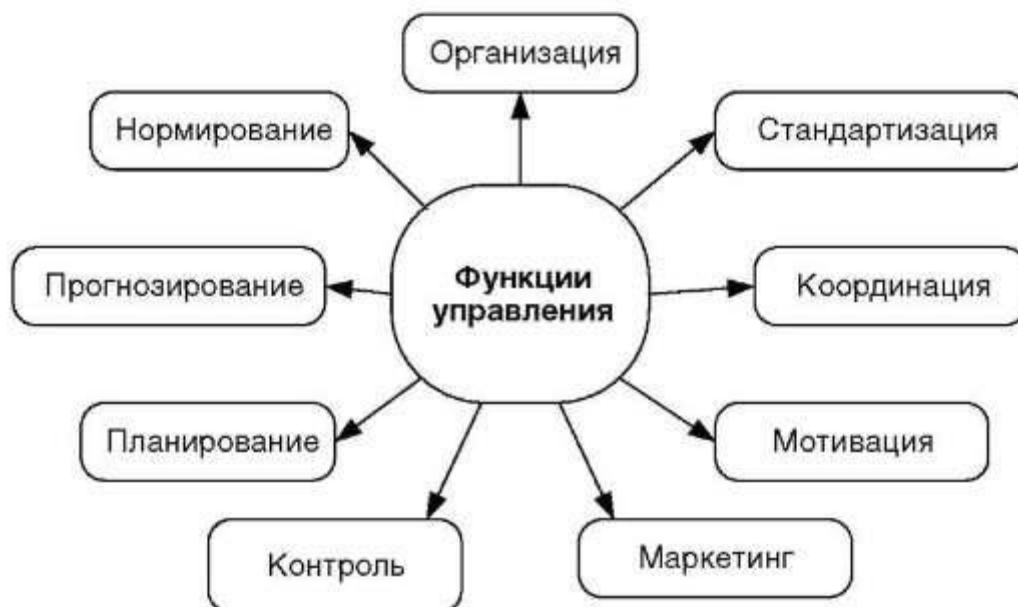 Организация
Нормирование
Стандартизация
Прогнозирование
Функции
управления
Координация
Планирование
Мотивация
Контроль
Маркетинг